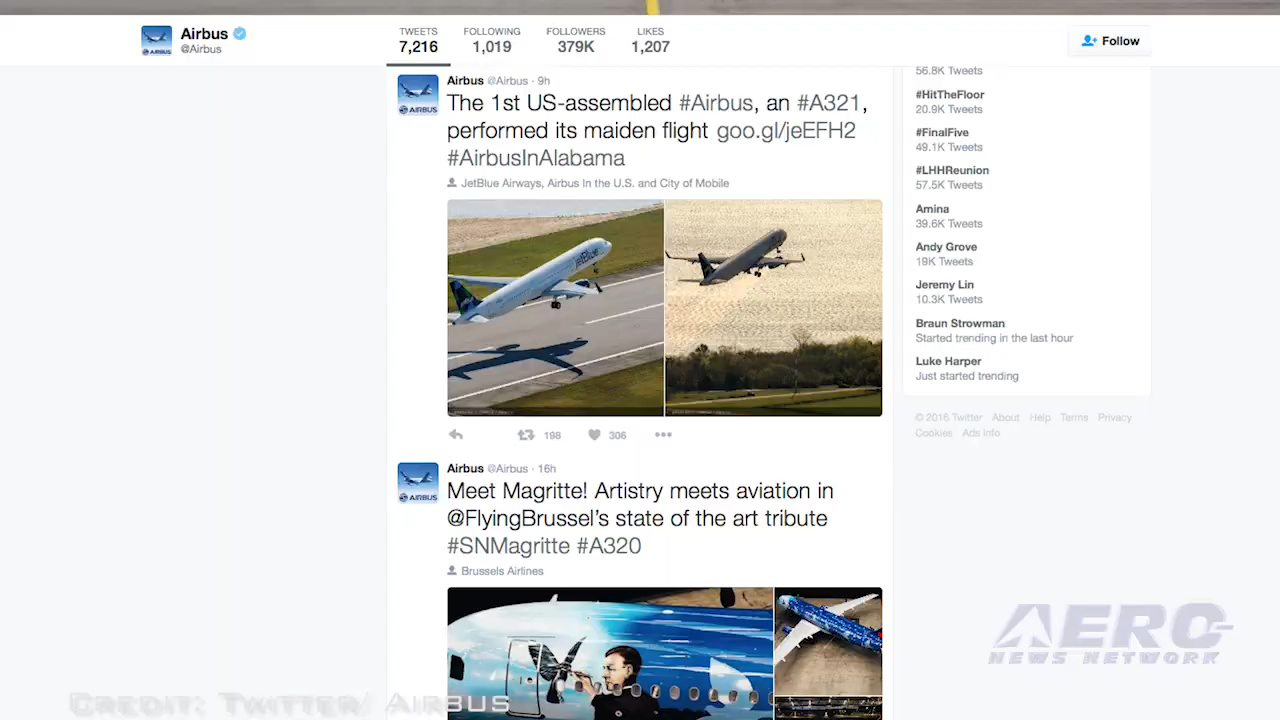 Airbus
@Airbus
TWEETS
7,216
FOLLOWING
1,019
FOLLOWERS
379K
LIKES
1,207
Follow
AIRBUS
Airbus @Airbus · 9h
The 1st US-assembled #Airbus, an #A321,
performed its maiden flight goo.gl/jeEFH2
#AirbusInAlabama
JetBlue Airways, Airbus In the U.S. and City of Mobile
jetBlue
198
306
AIRBUS
Airbus @Airbus · 16h
Meet Magritte! Artistry meets aviation in
@FlyingBrussel’s state of the art tribute
#SNMagritte #A320
Brussels Airlines
56.8K Tweets
#HitTheFloor
20.9K Tweets
#FinalFive
49.1K Tweets
#LHHReunion
57.5K Tweets
Amina
39.6K Tweets
Andy Grove
19K Tweets
Jeremy Lin
10.3K Tweets
Braun Strowman
Started trending in the last hour
Luke Harper
Just started trending
© 2016 Twitter About Help Terms Privacy
Cookies Ads info
AERO
NEWS NETWORK
Credit: Twitter/ Airbus